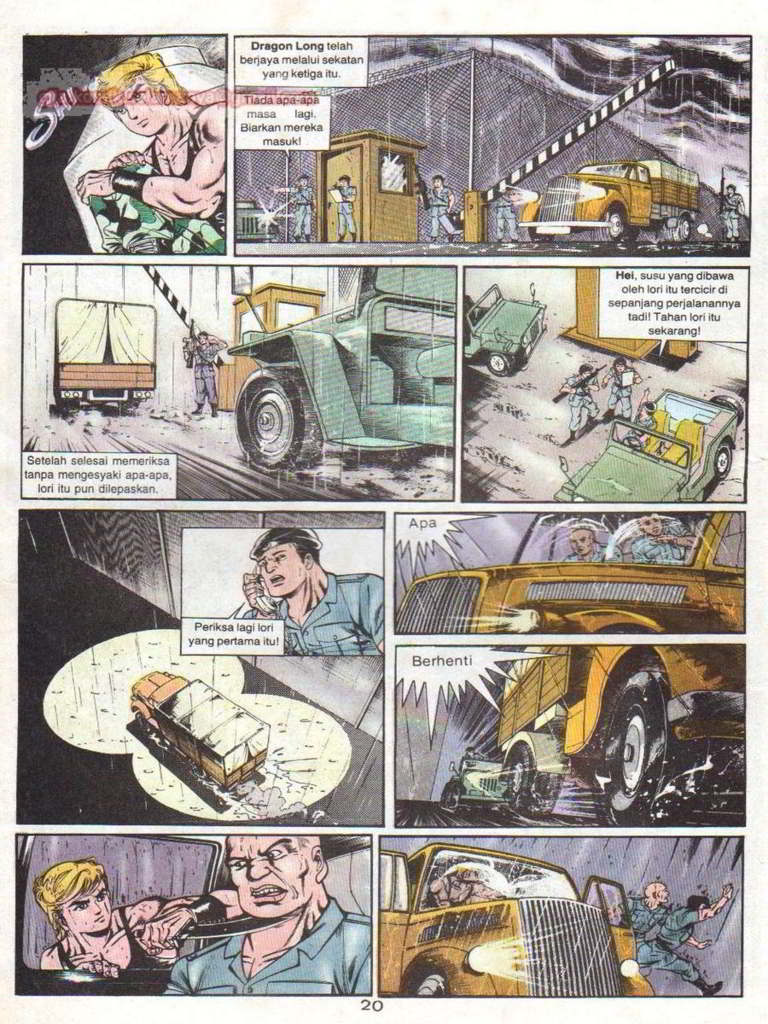 Dragon Long telah
berjaya melalui sekatan
yang ketiga itu.
Tiada apa-apa
masa lagi.
Biarkan mereka
masuk!
Setelah selesai memeriksa
tanpa mengesyaki apa-apa,
lori itu pun dilepaskan.
Hei, susu yang dibawa
oleh lori itu tercicir di
sepanjang perjalanannya
tadi! Tahan lori itu
sekarang!
Periksa lagi lori
yang pertama itu!
Apa
Berhenti
20